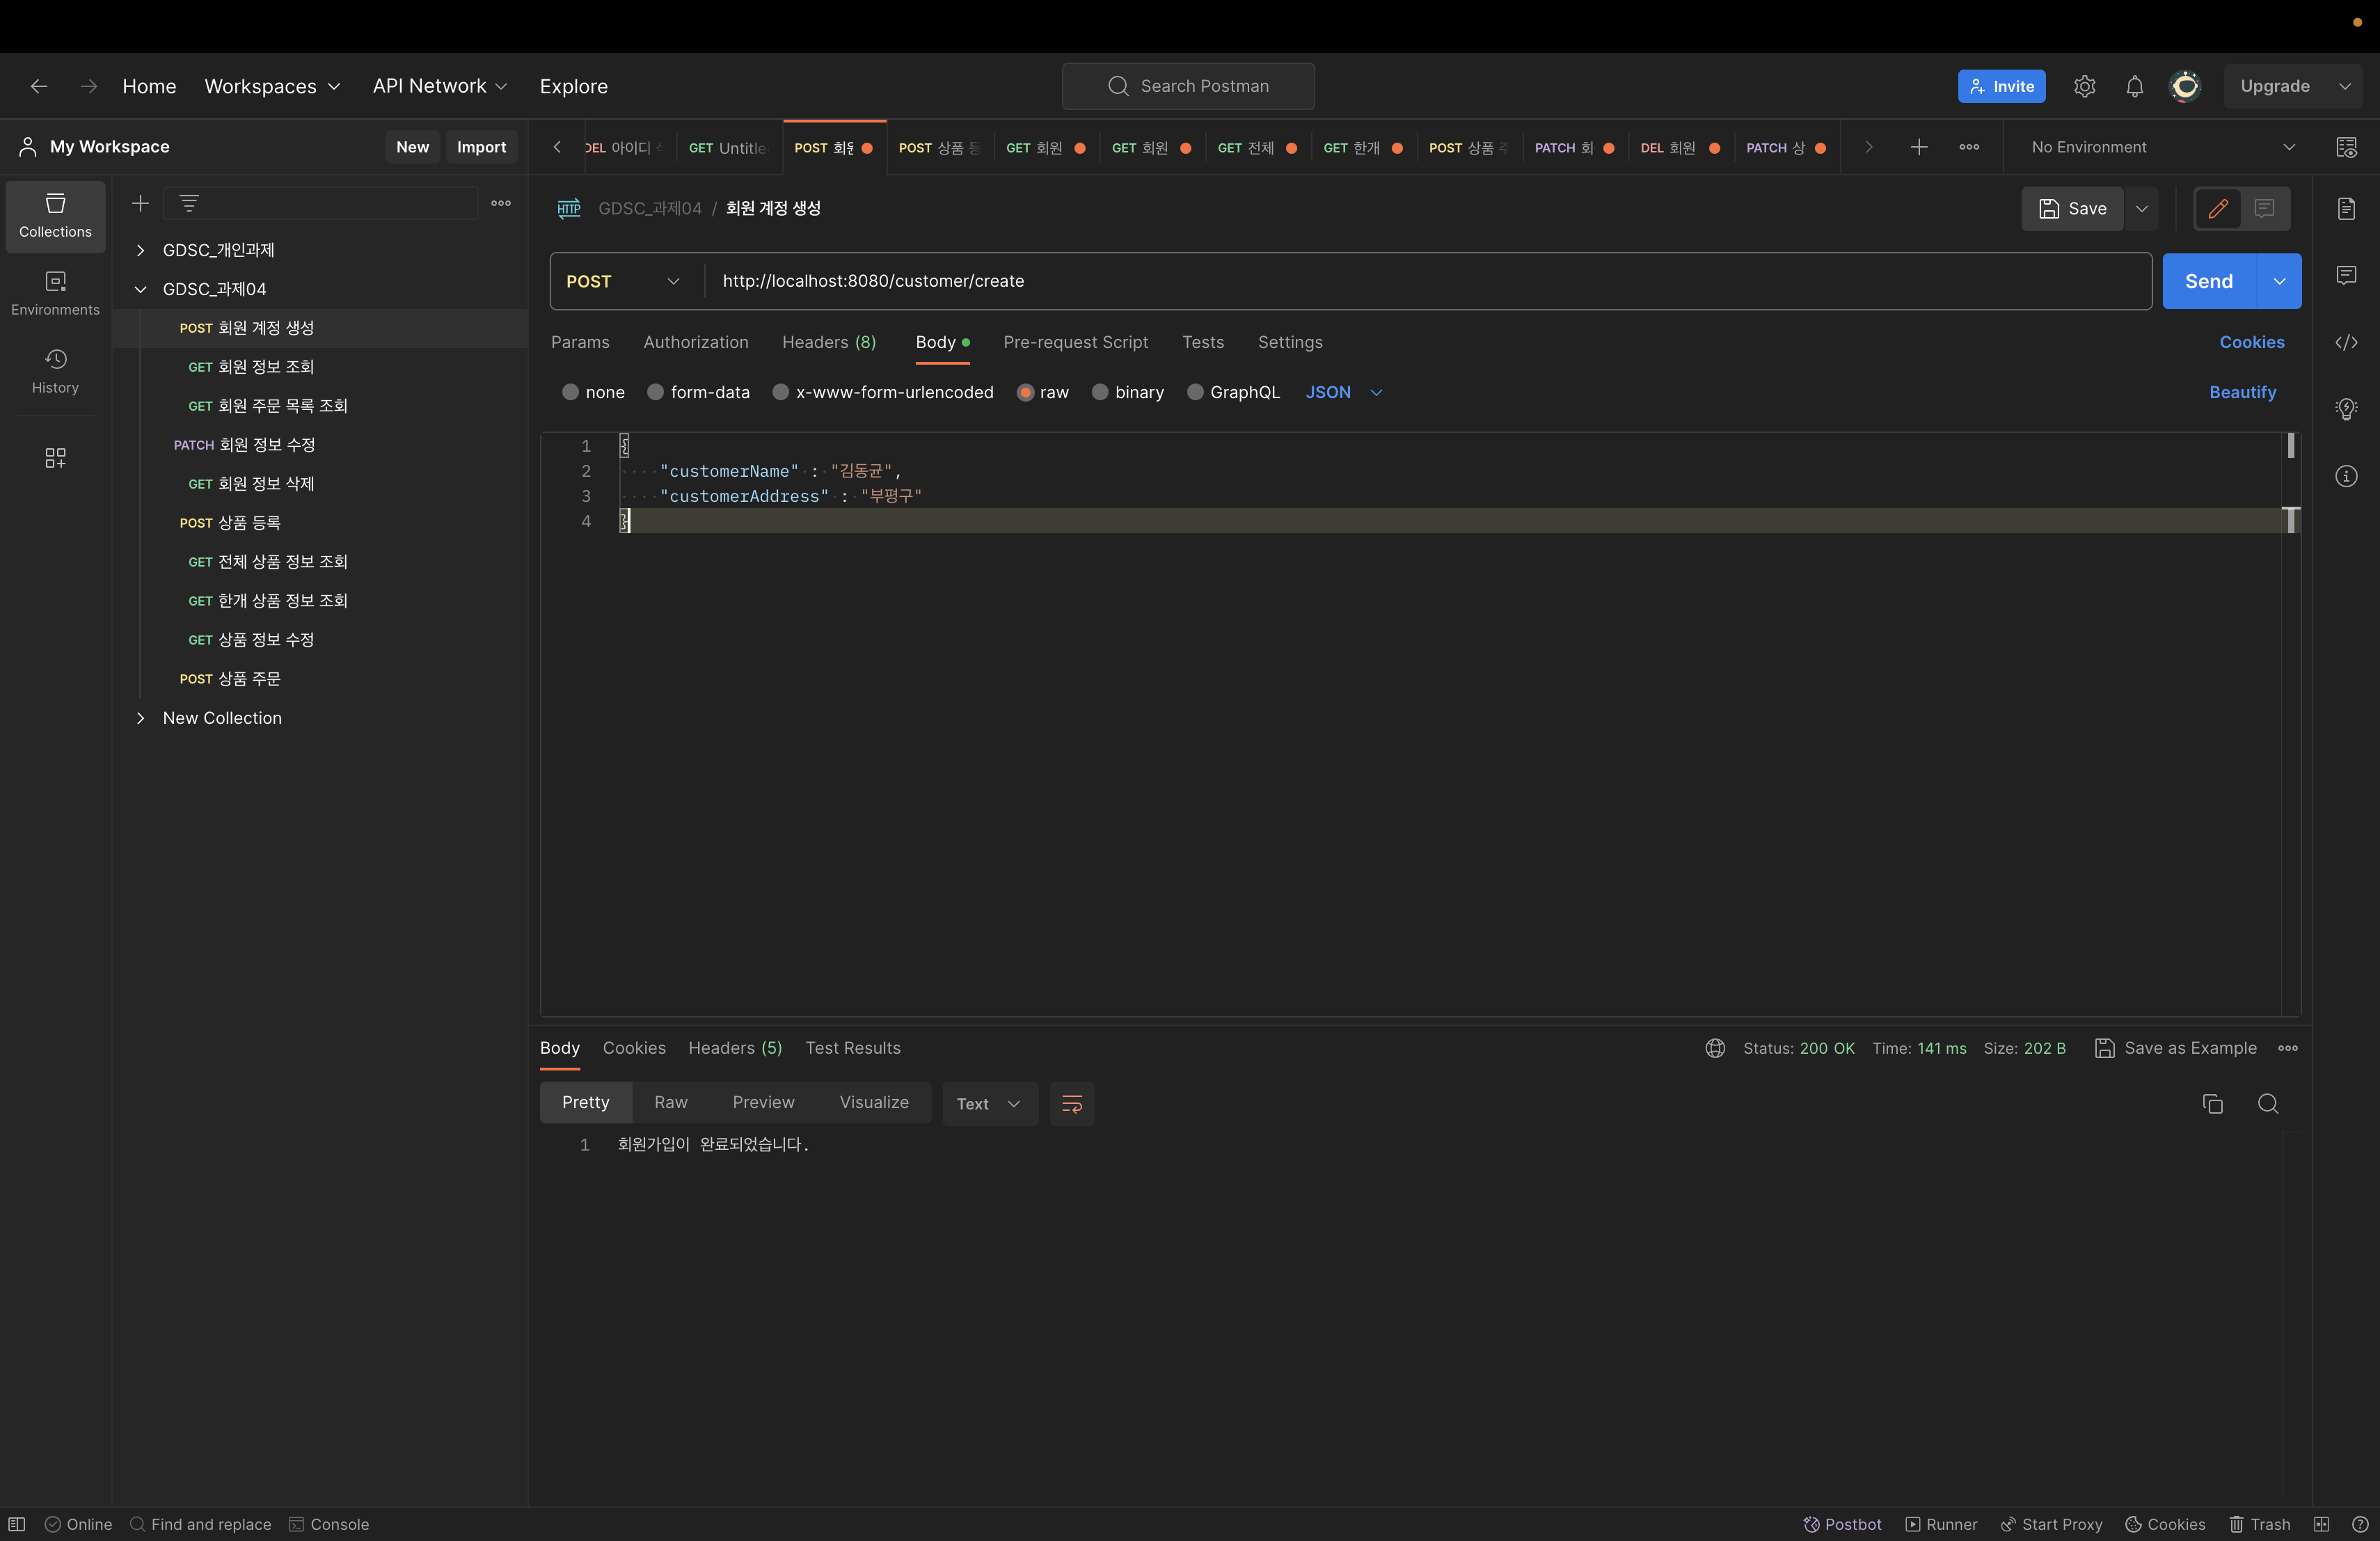 Home Workspaces API Network Explore Search Postman Invite Upgrade
My Workspace New Import
DEL 아이디 GET Untitle POST 회원 POST 상품 GET 회원 GET 회원 GET 전체 GET 한개 POST 상품 PATCH 회 DEL 회원 PATCH 상 No Environment
Collections
Environments
History
GDSC_개인과제
GDSC_과제04
POST 회원 계정 생성
GET 회원 정보 조회
GET 회원 주문 목록 조회
PATCH 회원 정보 수정
GET 회원 정보 삭제
POST 상품 등록
GET 전체 상품 정보 조회
GET 한개 상품 정보 조회
GET 상품 정보 수정
POST 상품 주문
New Collection
HTTP GDSC_과제04 / 회원 계정 생성 Save
POST http://localhost:8080/customer/create Send
Params Authorization Headers (8) Body Pre-request Script Tests Settings Cookies
none form-data x-www-form-urlencoded raw binary GraphQL JSON Beautify
1 {
2 "customerName" : "김동균",
3 "customerAddress" : "부평구"
4 }
Body Cookies Headers (5) Test Results Status: 200 OK Time: 141 ms Size: 202 B Save as Example
Pretty Raw Preview Visualize Text
1 회원가입이 완료되었습니다.
Online Find and replace Console Postbot Runner Start Proxy Cookies Trash